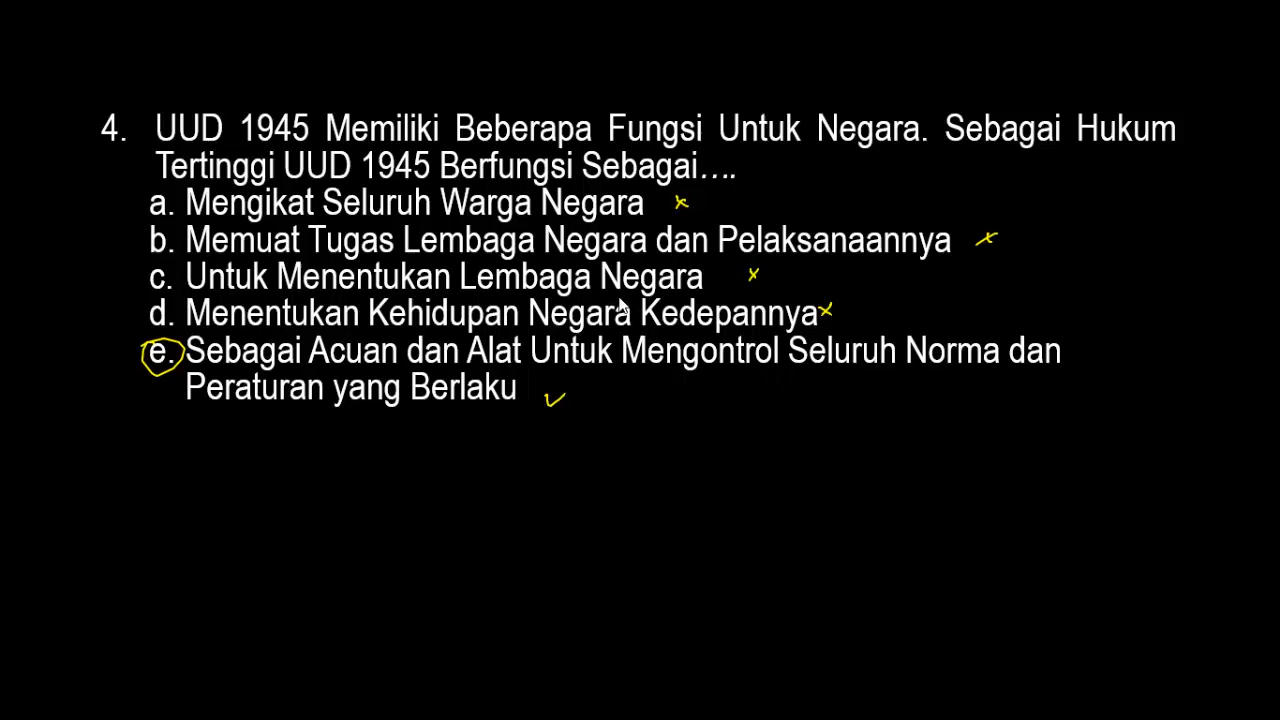 4. UUD 1945 Memiliki Beberapa Fungsi Untuk Negara. Sebagai Hukum
Tertinggi UUD 1945 Berfungsi Sebagai….
a. Mengikat Seluruh Warga Negara
b. Memuat Tugas Lembaga Negara dan Pelaksanaannya
c. Untuk Menentukan Lembaga Negara
d. Menentukan Kehidupan Negara Kedepannya
e. Sebagai Acuan dan Alat Untuk Mengontrol Seluruh Norma dan
Peraturan yang Berlaku